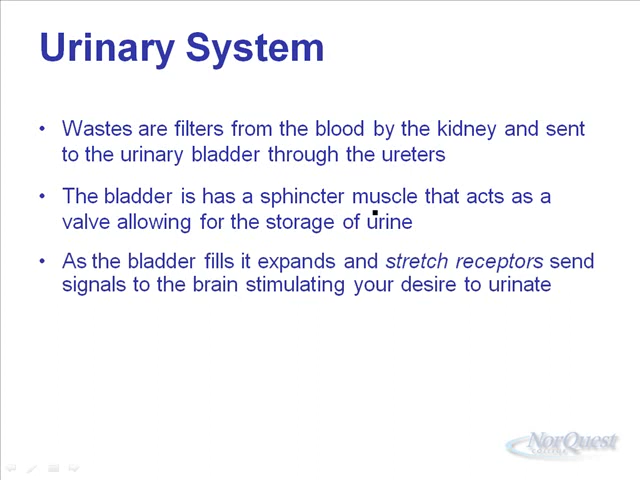 Urinary System
• Wastes are filters from the blood by the kidney and sent
to the urinary bladder through the ureters
• The bladder is has a sphincter muscle that acts as a
valve allowing for the storage of urine
• As the bladder fills it expands and stretch receptors send
signals to the brain stimulating your desire to urinate
NorQuest
COLLEGE